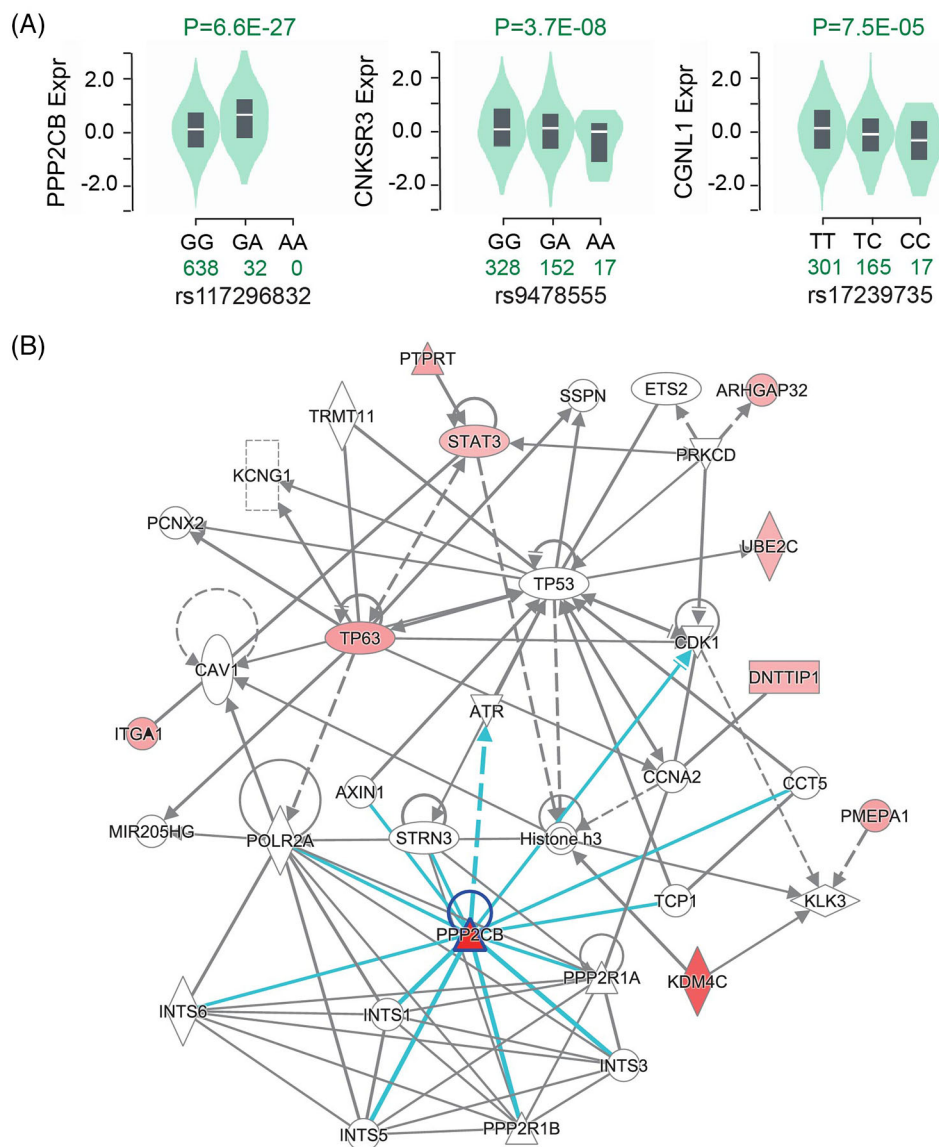 (A)
P=6.6E-27
P=3.7E-08
P=7.5E-05
PPP2CB Expr
2.0
0.0
-2.0
CNKSR3 Expr
2.0
0.0
-2.0
CGNL1 Expr
2.0
0.0
-2.0
GG GA AA
638 32 0
rs117296832
GG GA AA
328 152 17
rs9478555
TT TC CC
301 165 17
rs17239735
(B)
PTPRT
SSPN
ETS2
ARHGAP32
TRMT11
STAT3
PRKCD
KCNG1
PCNX2
UBE2C
TP53
TP63
CDK1
CAV1
DNTTIP1
ITGA1
ATR
CCNA2
AXIN1
CCT5
MIR205HG
POLR2A
STRN3
Histone h3
PMEPA1
TCP1
KLK3
PPP2CB
PPP2R1A
KDM4C
INTS6
INTS1
INTS3
INTS5
PPP2R1B